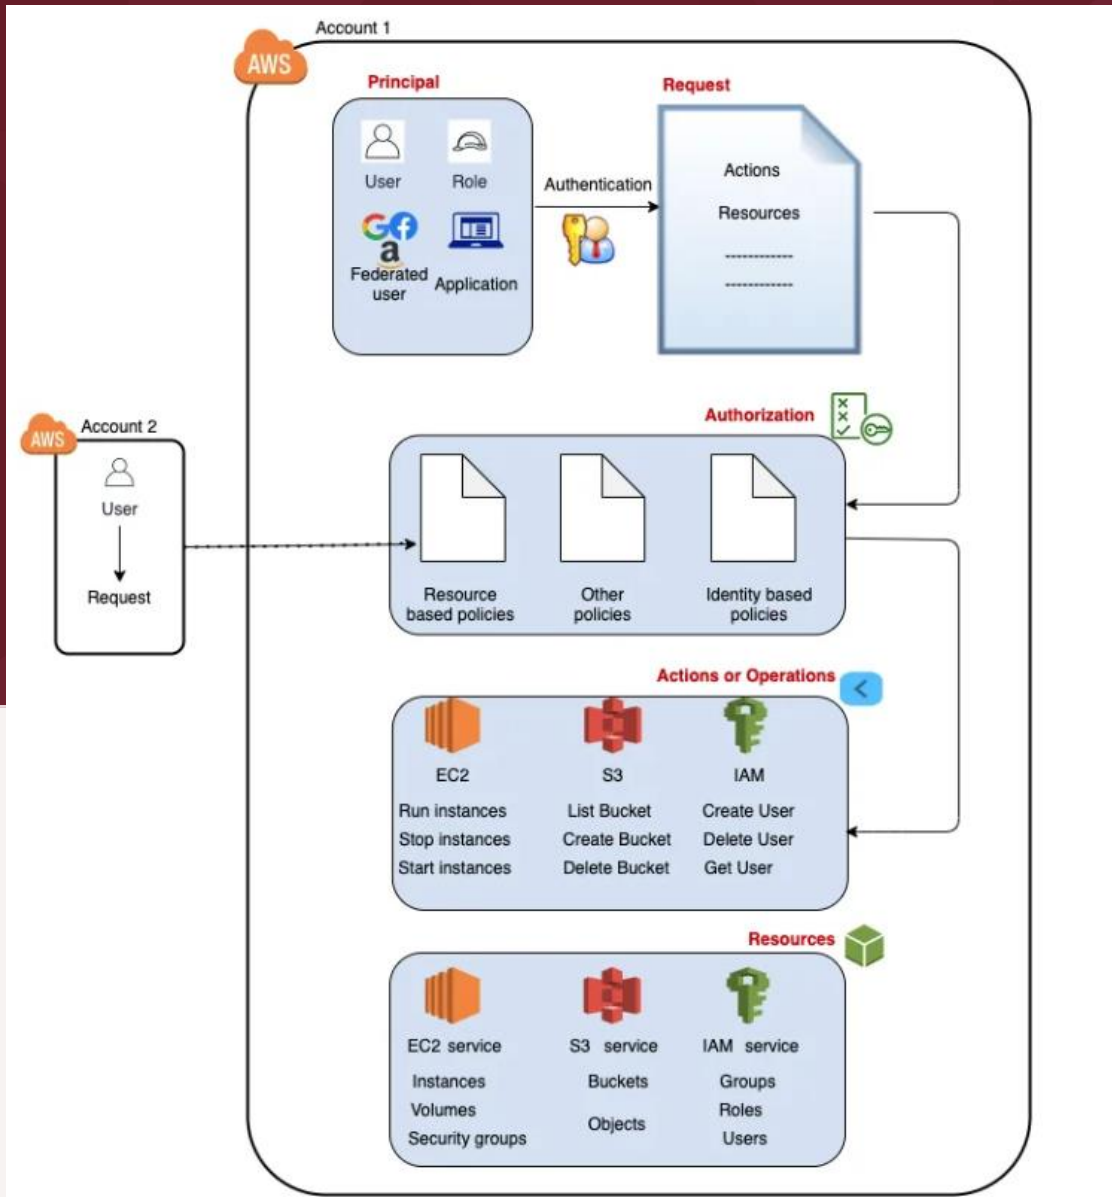 Account 1
AWS
Principal
Request
User
Role
Federated
user
Application
Authentication
Actions
Resources
------------
------------
AWS
Account 2
User
Request
Authorization
Resource
based policies
Other
policies
Identity based
policies
Actions or Operations
EC2
S3
IAM
Run instances
List Bucket
Create User
Stop instances
Create Bucket
Delete User
Start instances
Delete Bucket
Get User
Resources
EC2 service
S3 service
IAM service
Instances
Buckets
Groups
Volumes
Objects
Roles
Security groups
Users